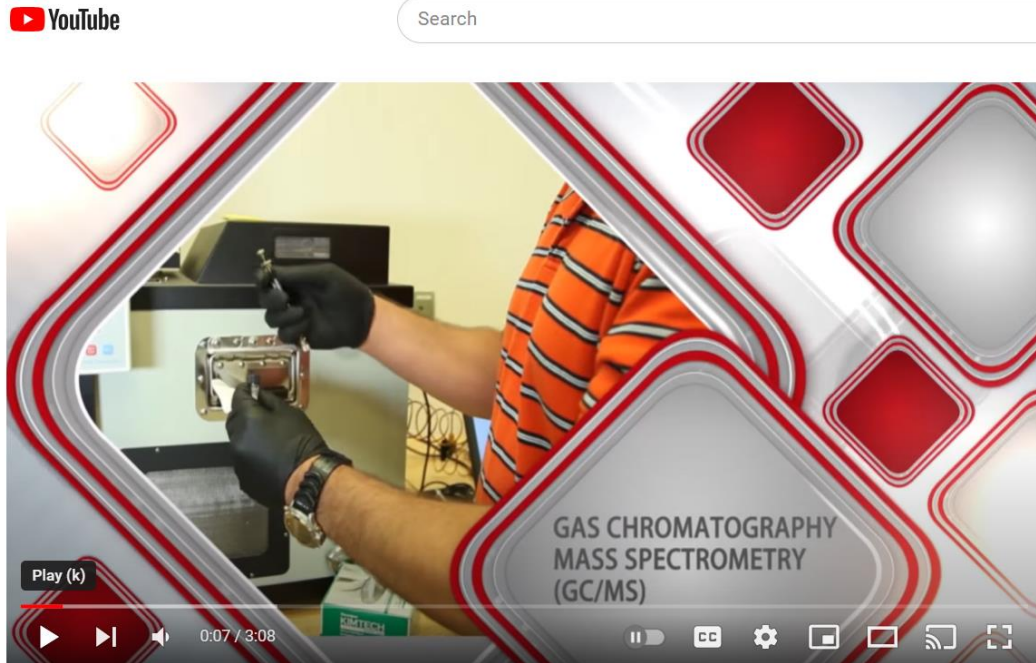 YouTube
Search
GAS CHROMATOGRAPHY
MASS SPECTROMETRY
(GC/MS)
KIMTECH
Play (k)
0:07 / 3:08
CC